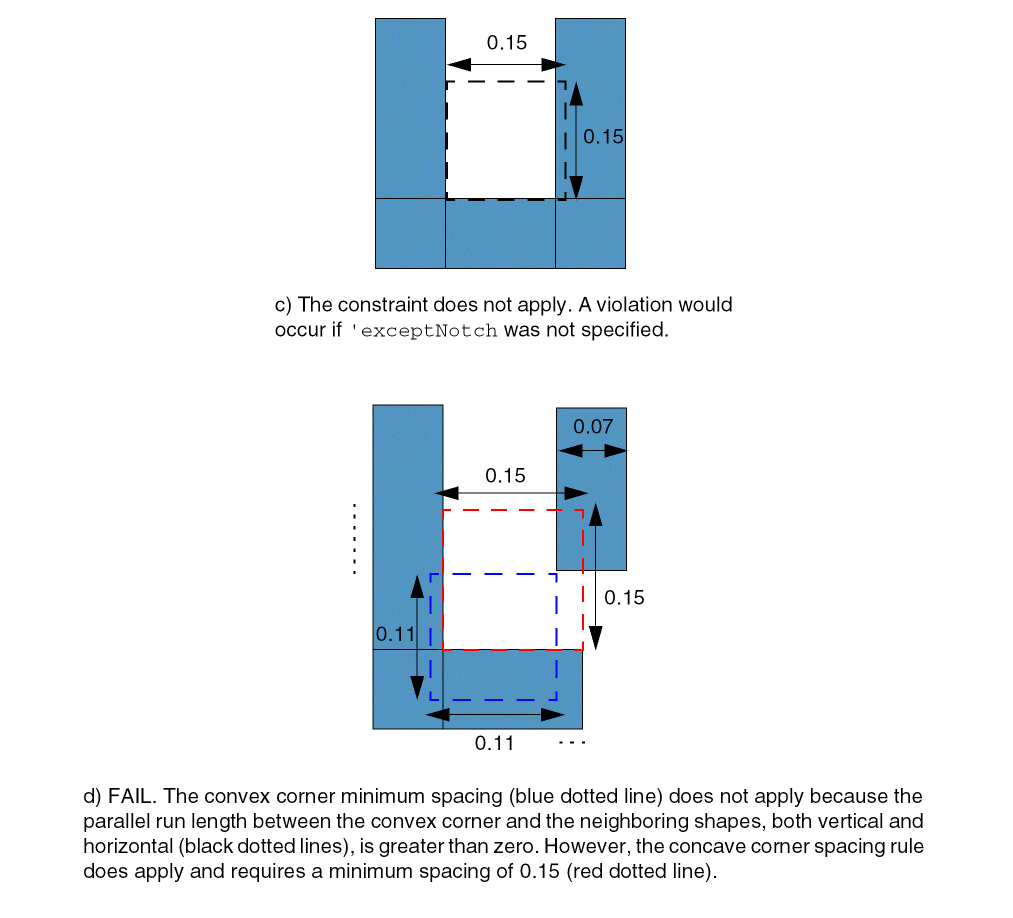 0.15
0.15
c) The constraint does not apply. A violation would
occur if 'exceptNotch was not specified.
0.07
0.15
0.15
0.11
0.11
d) FAIL. The convex corner minimum spacing (blue dotted line) does not apply because the
parallel run length between the convex corner and the neighboring shapes, both vertical and
horizontal (black dotted lines), is greater than zero. However, the concave corner spacing rule
does apply and requires a minimum spacing of 0.15 (red dotted line).